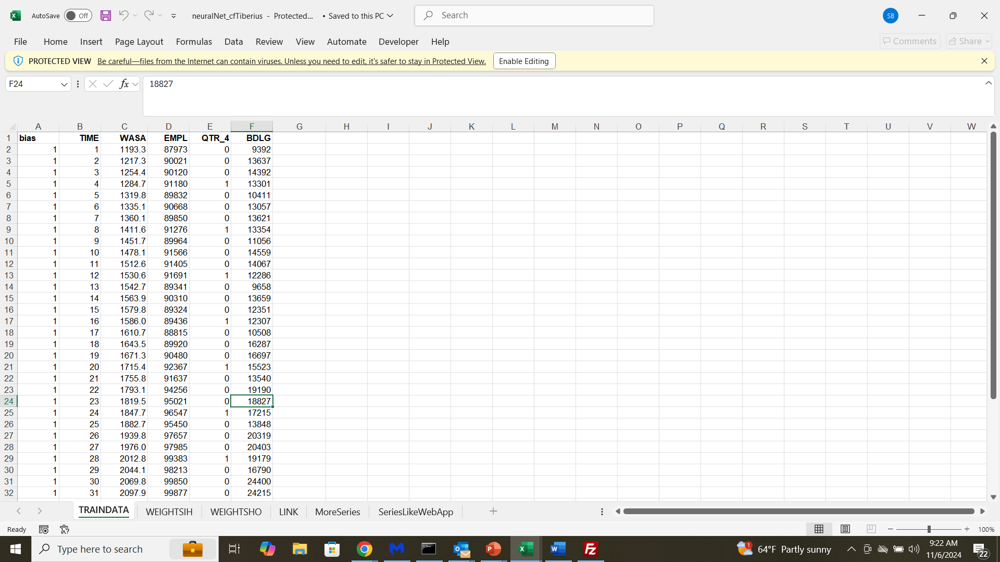 AutoSave Off neuralNet_cfTiberius - Protected... • Saved to this PC Search SB
File Home Insert Page Layout Formulas Data Review View Automate Developer Help Comments Share
PROTECTED VIEW Be careful—files from the Internet can contain viruses. Unless you need to edit, it's safer to stay in Protected View. Enable Editing
F24 fx 18827
A B C D E F G H I J K L M N O P Q R S T U V W
1 bias TIME WASA EMPL QTR_4 BDLG
2 1 1 1193.3 87973 0 9392
3 1 2 1217.3 90021 0 13637
4 1 3 1254.4 90120 0 14392
5 1 4 1284.7 91180 1 13301
6 1 5 1319.8 89832 0 10411
7 1 6 1335.1 90668 0 13057
8 1 7 1360.1 89850 0 13621
9 1 8 1411.6 91276 1 13354
10 1 9 1451.7 89964 0 11056
11 1 10 1478.1 91566 0 14559
12 1 11 1512.6 91405 0 14067
13 1 12 1530.6 91691 1 12286
14 1 13 1542.7 89341 0 9658
15 1 14 1563.9 90310 0 13659
16 1 15 1579.8 89324 0 12351
17 1 16 1586.0 89436 1 12307
18 1 17 1610.7 88815 0 10508
19 1 18 1643.5 89920 0 16287
20 1 19 1671.3 90480 0 16697
21 1 20 1715.4 92367 1 15523
22 1 21 1755.8 91637 0 13540
23 1 22 1793.1 94256 0 19190
24 1 23 1819.5 95021 0 18827
25 1 24 1847.7 96547 1 17215
26 1 25 1882.7 95450 0 13848
27 1 26 1939.8 97657 0 20319
28 1 27 1976.0 97985 0 20403
29 1 28 2012.8 99383 1 19179
30 1 29 2044.1 98213 0 16790
31 1 30 2069.8 99850 0 24400
32 1 31 2097.9 99877 0 24215
TRAINDATA WEIGHTSIH WEIGHTSHO LINK MoreSeries SeriesLikeWebApp
Ready 100%
Type here to search 64°F Partly sunny 9:22 AM
11/6/2024 22